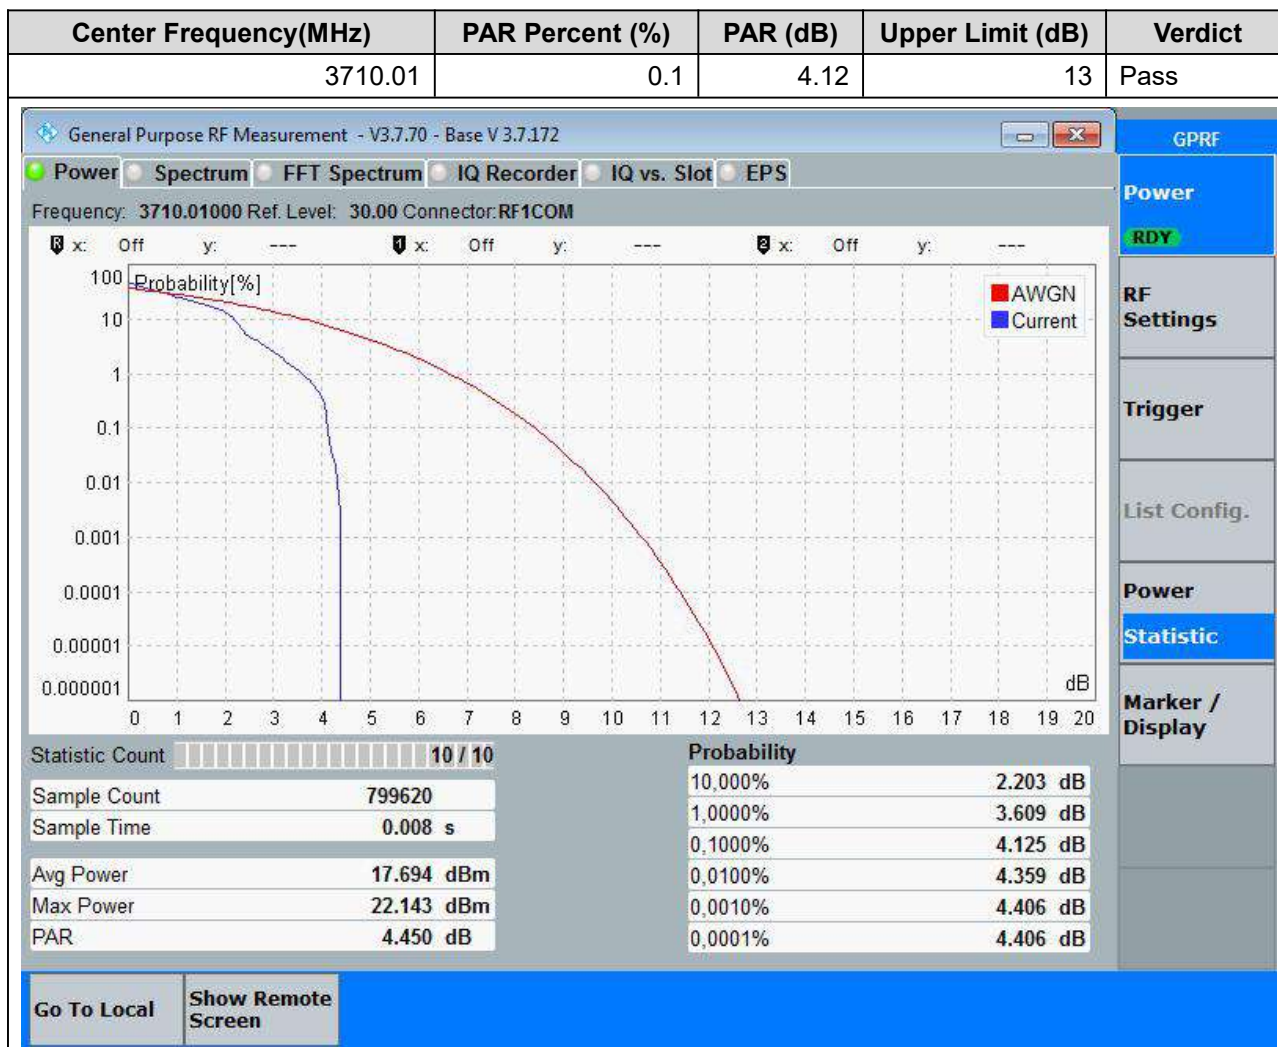 Center Frequency(MHz) PAR Percent (%) PAR (dB) Upper Limit (dB) Verdict
3710.01 0.1 4.12 13 Pass
General Purpose RF Measurement - V3.7.70 - Base V 3.7.172
GPRF
Power Spectrum FFT Spectrum IQ Recorder IQ vs. Slot EPS
Frequency: 3710.01000 Ref. Level: 30.00 Connector: RF1COM
R x: Off y: --- 1 x: Off y: --- 2 x: Off y: ---
Probability[%]
AWGN
Current
100
10
1
0.1
0.01
0.001
0.0001
0.00001
0.000001
dB
0 1 2 3 4 5 6 7 8 9 10 11 12 13 14 15 16 17 18 19 20
Statistic Count 10 / 10
Sample Count 799620
Sample Time 0.008 s
Avg Power 17.694 dBm
Max Power 22.143 dBm
PAR 4.450 dB
Probability
10,000% 2.203 dB
1,0000% 3.609 dB
0,1000% 4.125 dB
0,0100% 4.359 dB
0,0010% 4.406 dB
0,0001% 4.406 dB
Power
RDY
RF
Settings
Trigger
List Config.
Power
Statistic
Marker /
Display
Go To Local
Show Remote
Screen